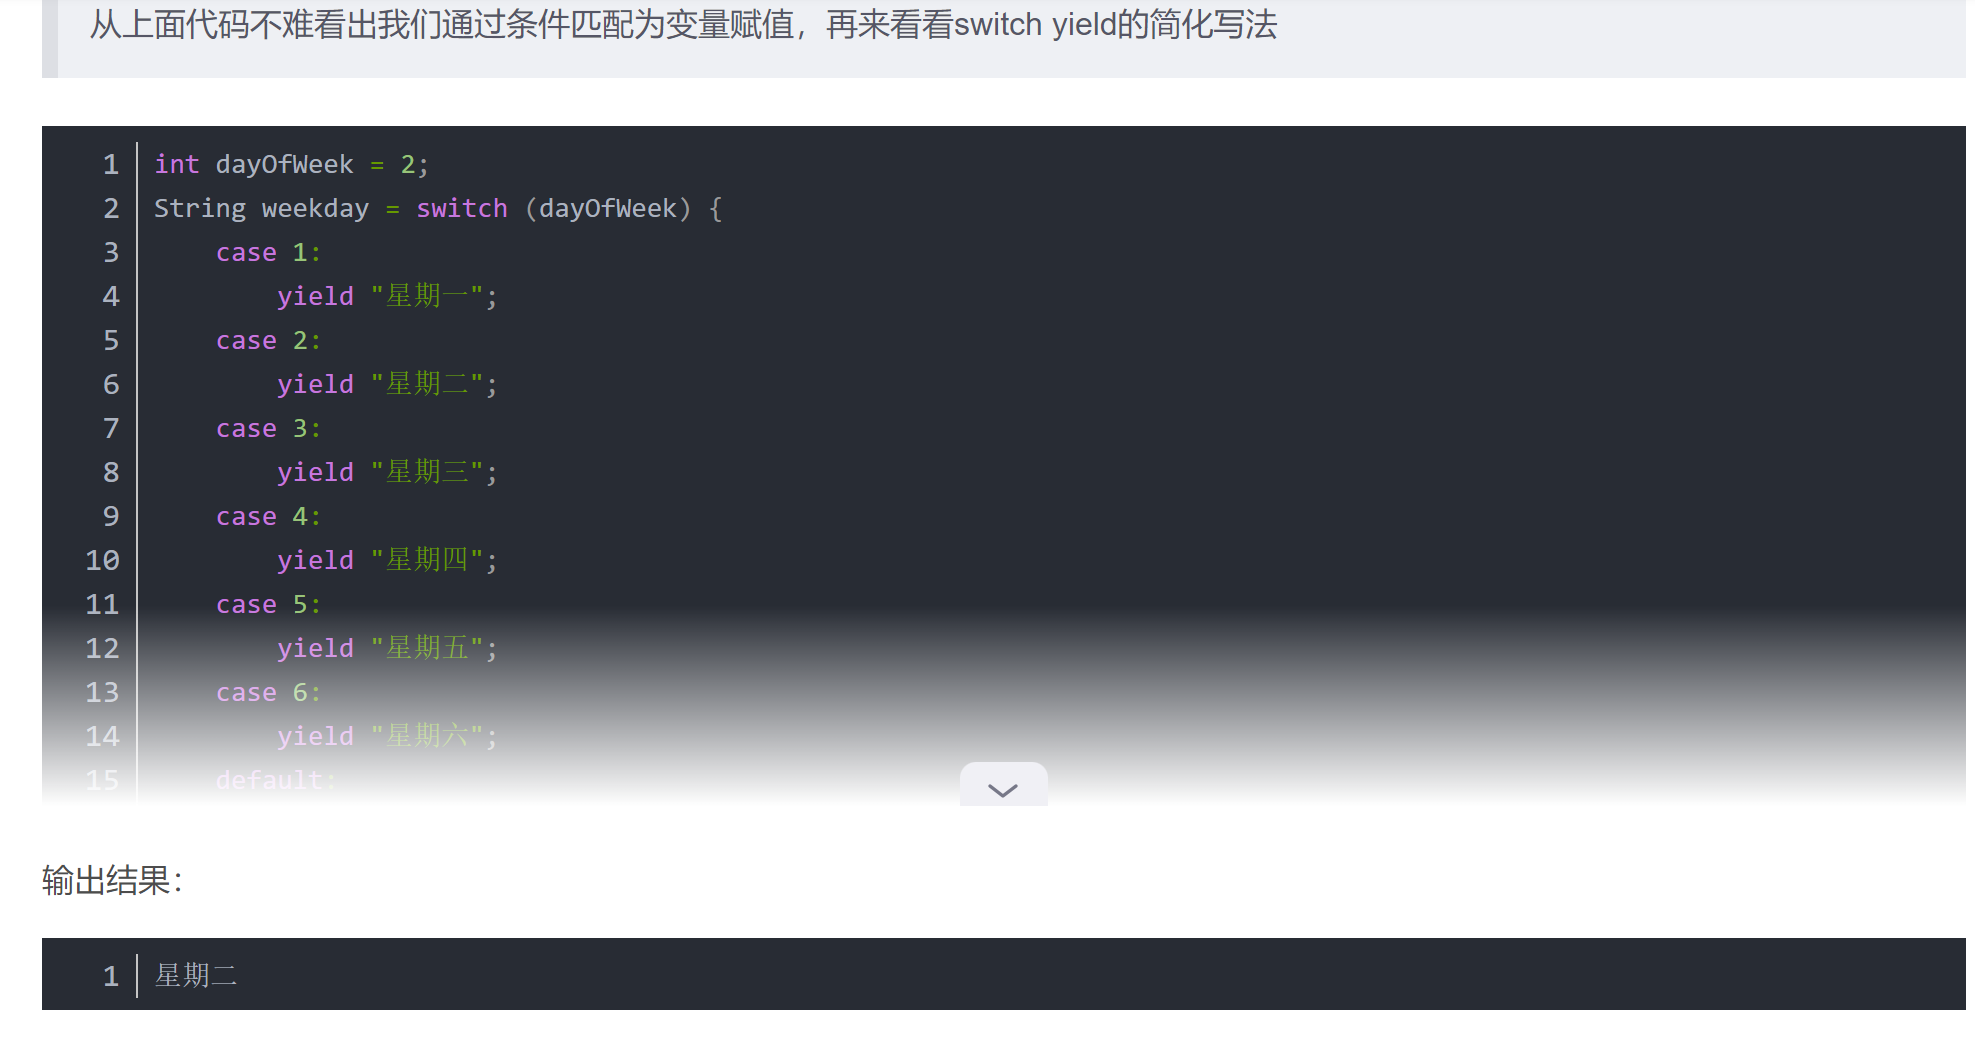 从上面代码不难看出我们通过条件匹配为变量赋值，再来看看switch yield的简化写法
1 int dayOfWeek = 2;
2 String weekday = switch (dayOfWeek) {
3     case 1:
4         yield "星期一";
5     case 2:
6         yield "星期二";
7     case 3:
8         yield "星期三";
9     case 4:
10         yield "星期四";
11     case 5:
12         yield "星期五";
13     case 6:
14         yield "星期六";
15     default:
输出结果：
1 星期二